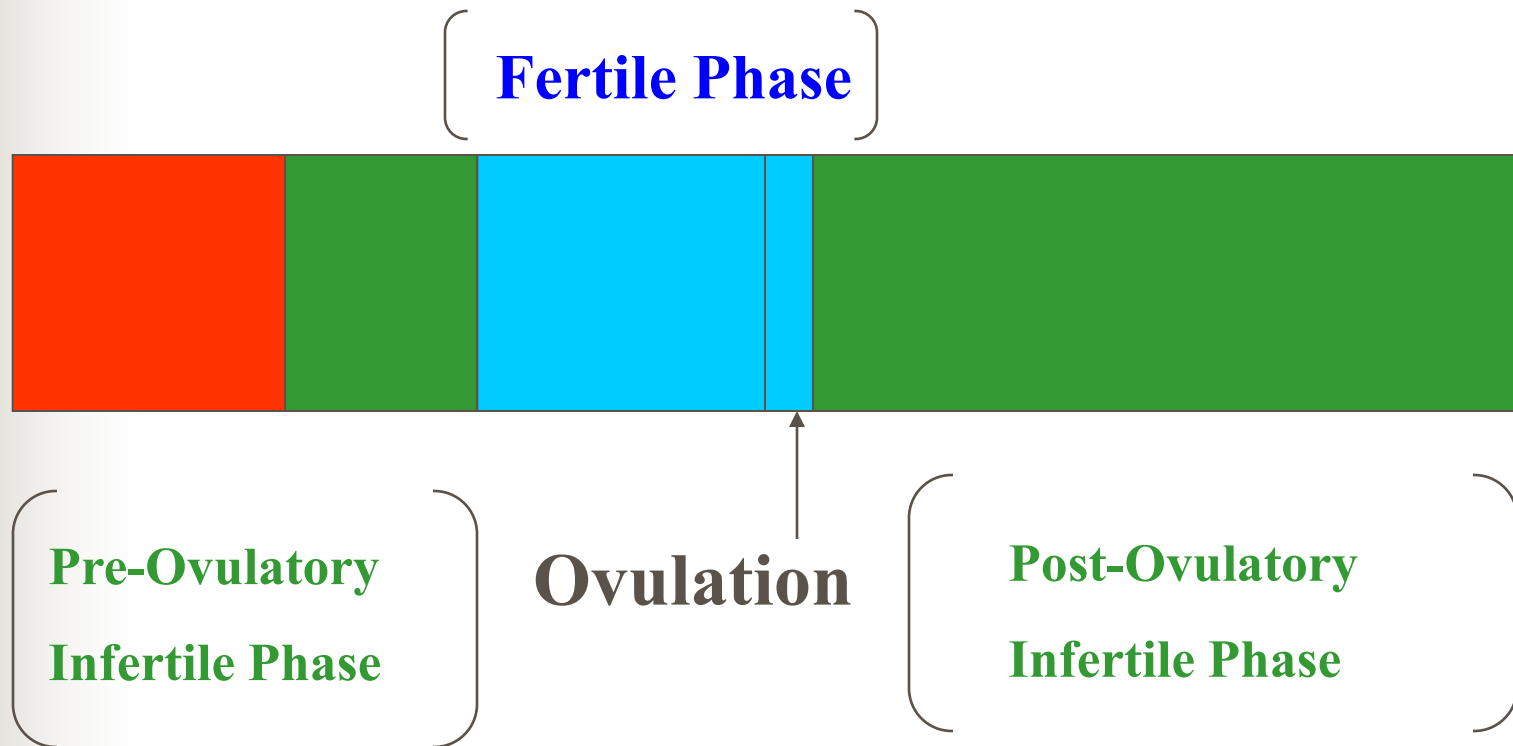 Fertile Phase
Pre-Ovulatory
Infertile Phase
Ovulation
Post-Ovulatory
Infertile Phase